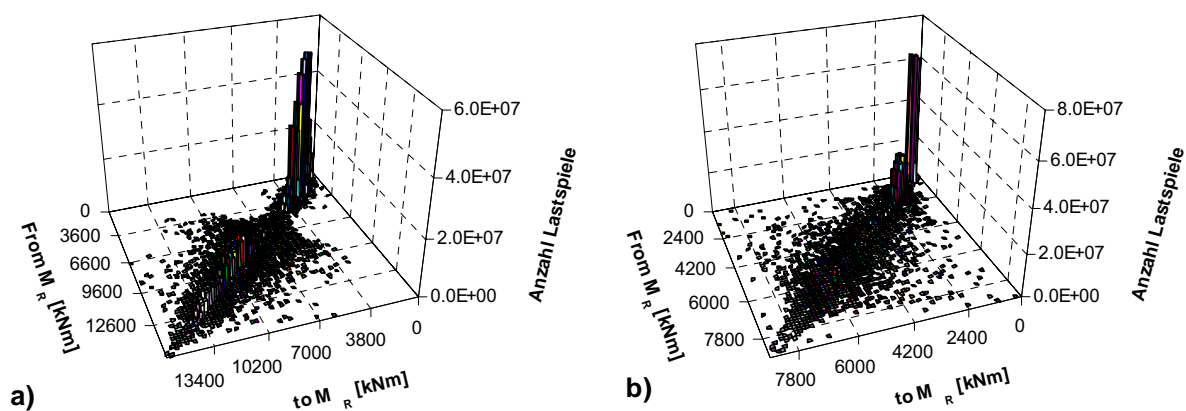 6.0E+07
4.0E+07
2.0E+07
0.0E+00
Anzahl Lastspiele
0
3600
6600
9600
12600
From M R [kNm]
13400
10200
7000
3800
0
to M R [kNm]
a)
8.0E+07
6.0E+07
4.0E+07
2.0E+07
0.0E+00
Anzahl Lastspiele
0
2400
4200
6000
7800
From M R [kNm]
7800
6000
4200
2400
0
to M R [kNm]
b)